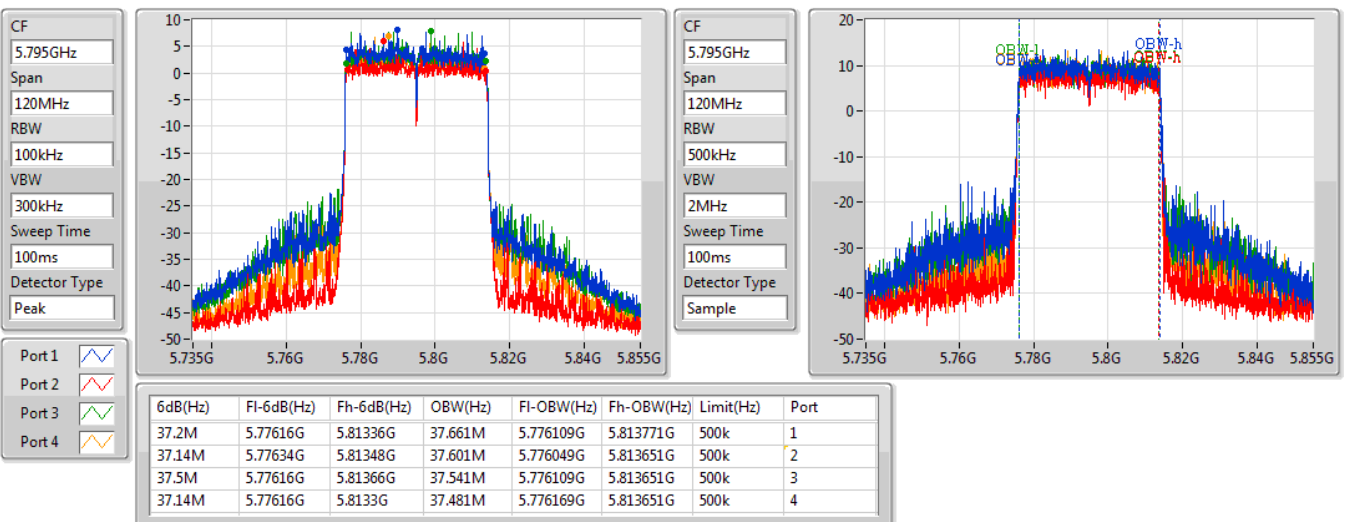 CF
5.795GHz
Span
120MHz
RBW
100kHz
VBW
300kHz
Sweep Time
100ms
Detector Type
Peak
10
5
0
-5
-10
-15
-20
-25
-30
-35
-40
-45
-50
5.735G 5.76G 5.78G 5.8G 5.82G 5.84G 5.855G
CF
5.795GHz
Span
120MHz
RBW
500kHz
VBW
2MHz
Sweep Time
100ms
Detector Type
Sample
20
10
0
-10
-20
-30
-40
-50
OBW-h
OBW-h
5.735G 5.76G 5.78G 5.8G 5.82G 5.84G 5.855G
Port 1
Port 2
Port 3
Port 4
6dB(Hz) Fl-6dB(Hz) Fh-6dB(Hz) OBW(Hz) Fl-OBW(Hz) Fh-OBW(Hz) Limit(Hz) Port
37.2M 5.77616G 5.81336G 37.661M 5.776109G 5.813771G 500k 1
37.14M 5.77634G 5.81348G 37.601M 5.776049G 5.813651G 500k 2
37.5M 5.77616G 5.81366G 37.541M 5.776109G 5.813651G 500k 3
37.14M 5.77616G 5.8133G 37.481M 5.776169G 5.813651G 500k 4